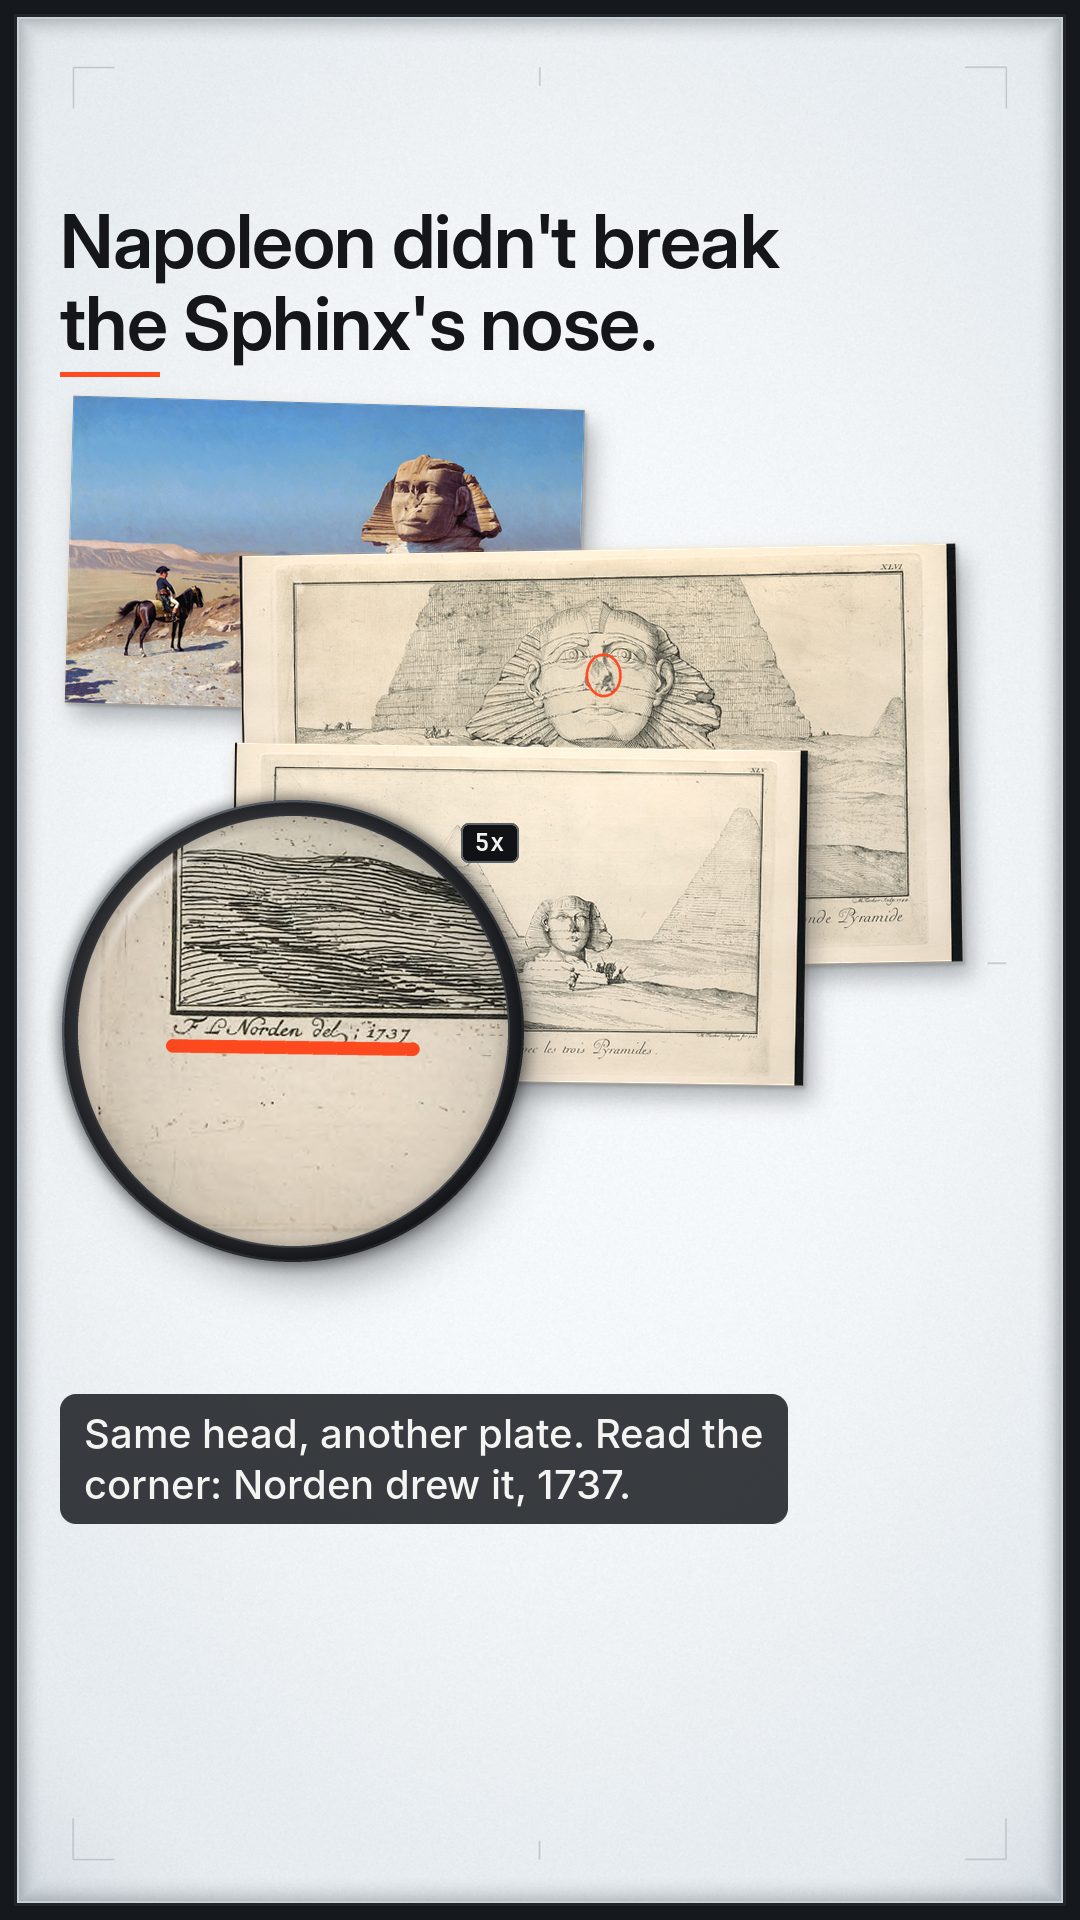 Napoleon didn't break
the Sphinx's nose.
XLVI
XLV
5x
nde Pyramide
F L Norden del; 1737
vec les trois Pyramides.
Same head, another plate. Read the
corner: Norden drew it, 1737.